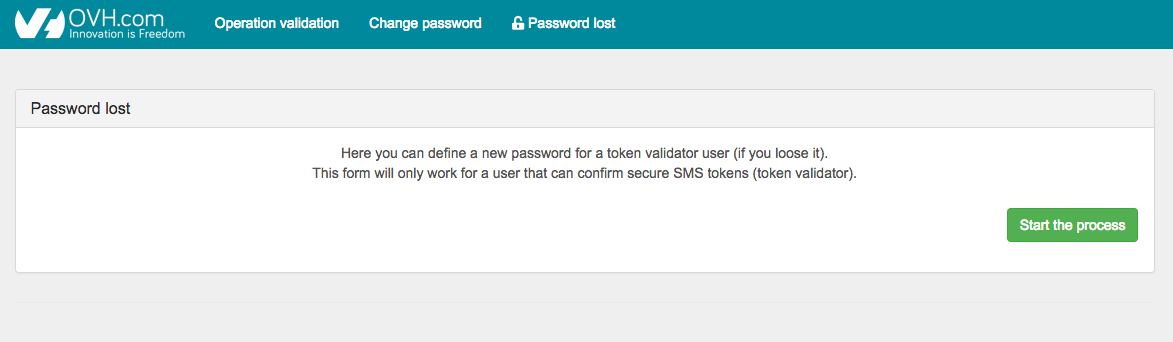 OVH.com
Innovation is Freedom
Operation validation
Change password
Password lost
Password lost
Here you can define a new password for a token validator user (if you loose it).
This form will only work for a user that can confirm secure SMS tokens (token validator).
Start the process